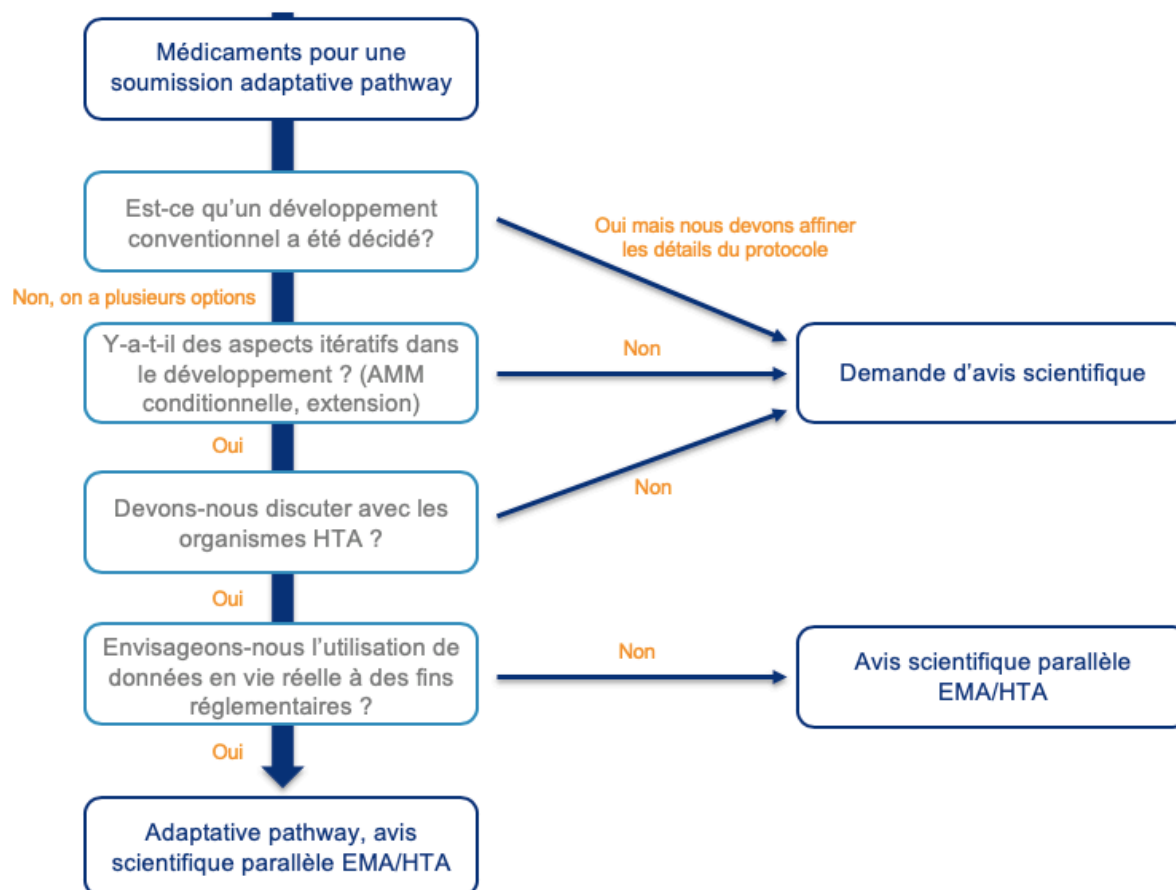 Médicaments pour une
soumission adaptative pathway
Est-ce qu'un développement
conventionnel a été décidé?
Oui mais nous devons affiner
les détails du protocole
Non, on a plusieurs options
Y-a-t-il des aspects itératifs dans
le développement ? (AMM
conditionnelle, extension)
Non
Demande d'avis scientifique
Oui
Devons-nous discuter avec les
organismes HTA ?
Non
Oui
Envisageons-nous l'utilisation de
données en vie réelle à des fins
réglementaires ?
Non
Avis scientifique parallèle
EMA/HTA
Oui
Adaptative pathway, avis
scientifique parallèle EMA/HTA